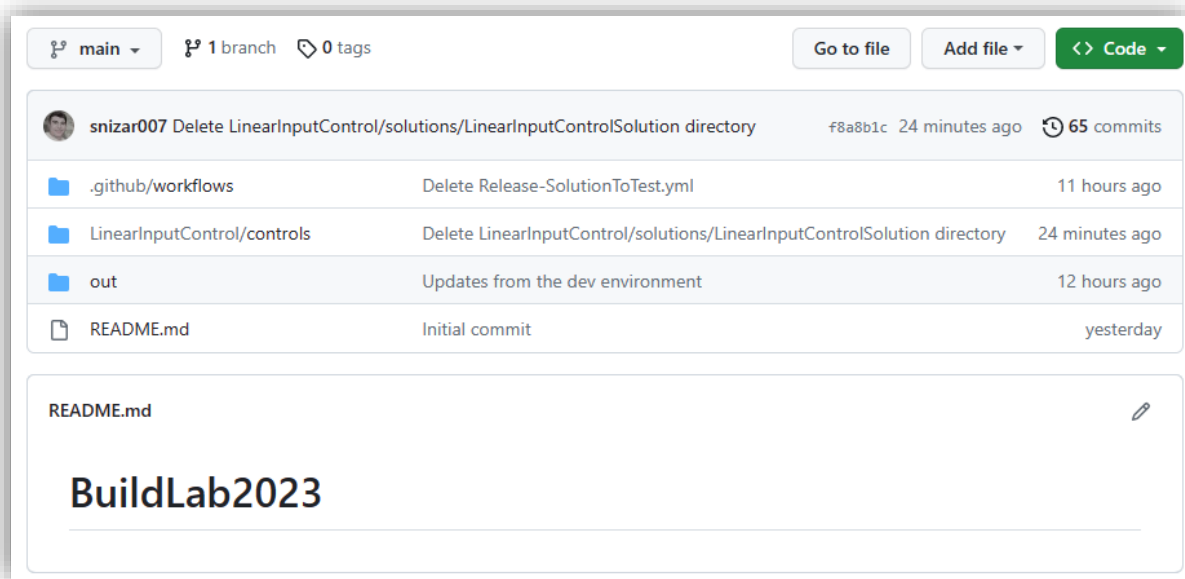 main 1 branch 0 tags Go to file Add file <> Code
snizar007 Delete LinearInputControl/solutions/LinearInputControlSolution directory f8a8b1c 24 minutes ago 65 commits
.github/workflows Delete Release-SolutionToTest.yml 11 hours ago
LinearInputControl/controls Delete LinearInputControl/solutions/LinearInputControlSolution directory 24 minutes ago
out Updates from the dev environment 12 hours ago
README.md Initial commit yesterday
README.md
BuildLab2023